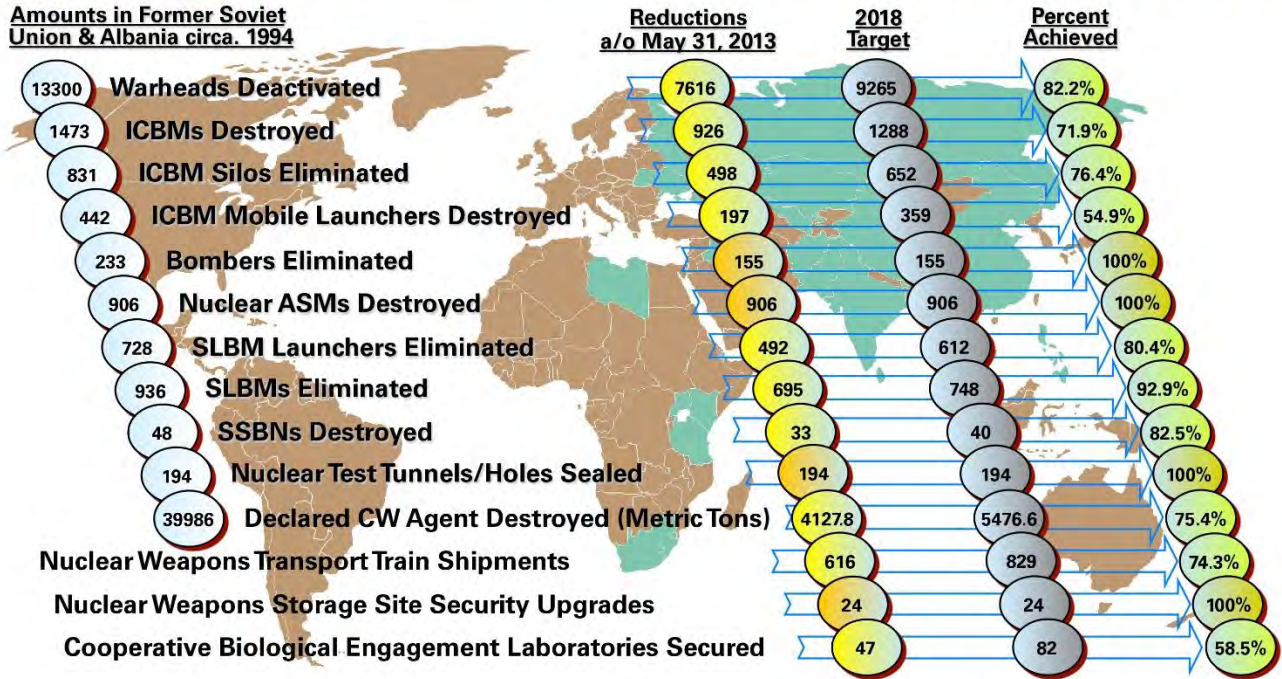 Amounts in Former Soviet
Union & Albania circa. 1994
Reductions
a/o May 31, 2013
2018
Target
Percent
Achieved
13300 Warheads Deactivated 7616 9265 82.2%
1473 ICBMs Destroyed 926 1288 71.9%
831 ICBM Silos Eliminated 498 652 76.4%
442 ICBM Mobile Launchers Destroyed 197 359 54.9%
233 Bombers Eliminated 155 155 100%
906 Nuclear ASMs Destroyed 906 906 100%
728 SLBM Launchers Eliminated 492 612 80.4%
936 SLBMs Eliminated 695 748 92.9%
48 SSBNs Destroyed 33 40 82.5%
194 Nuclear Test Tunnels/Holes Sealed 194 194 100%
39986 Declared CW Agent Destroyed (Metric Tons) 4127.8 5476.6 75.4%
Nuclear Weapons Transport Train Shipments 616 829 74.3%
Nuclear Weapons Storage Site Security Upgrades 24 24 100%
Cooperative Biological Engagement Laboratories Secured 47 82 58.5%